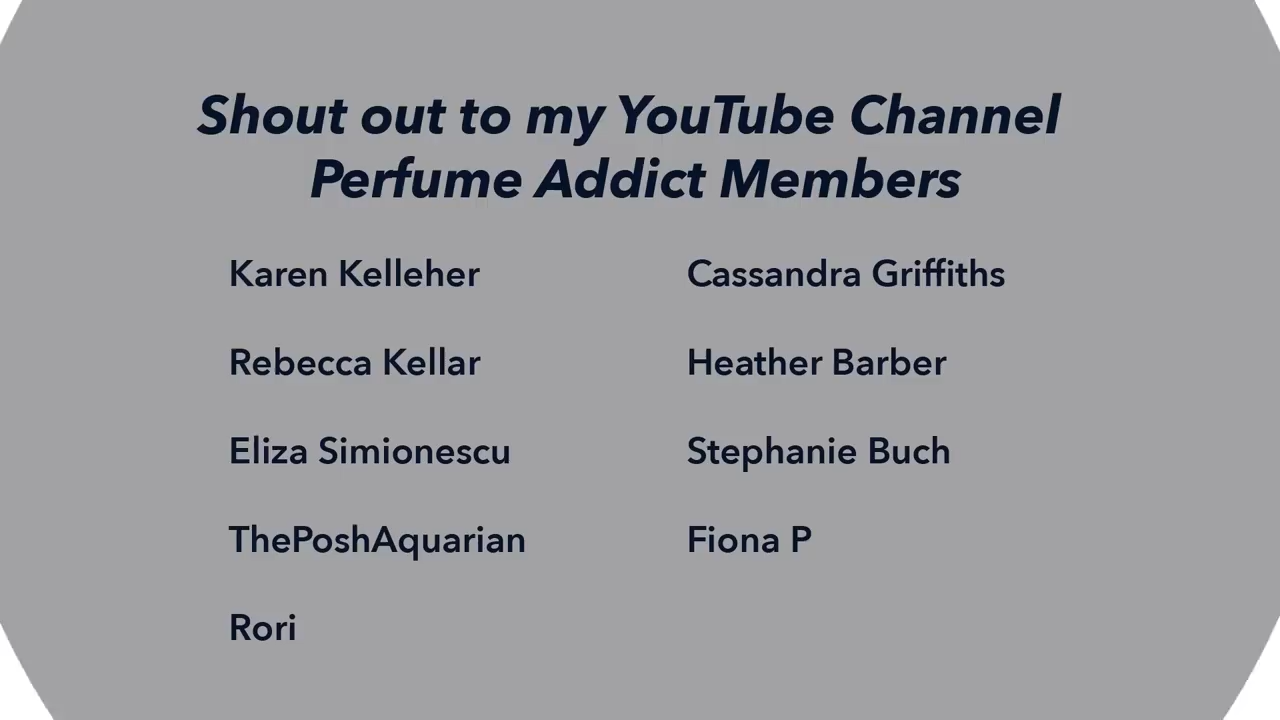 Shout out to my YouTube Channel
Perfume Addict Members
Karen Kelleher
Cassandra Griffiths
Rebecca Kellar
Heather Barber
Eliza Simionescu
Stephanie Buch
ThePoshAquarian
Fiona P
Rori